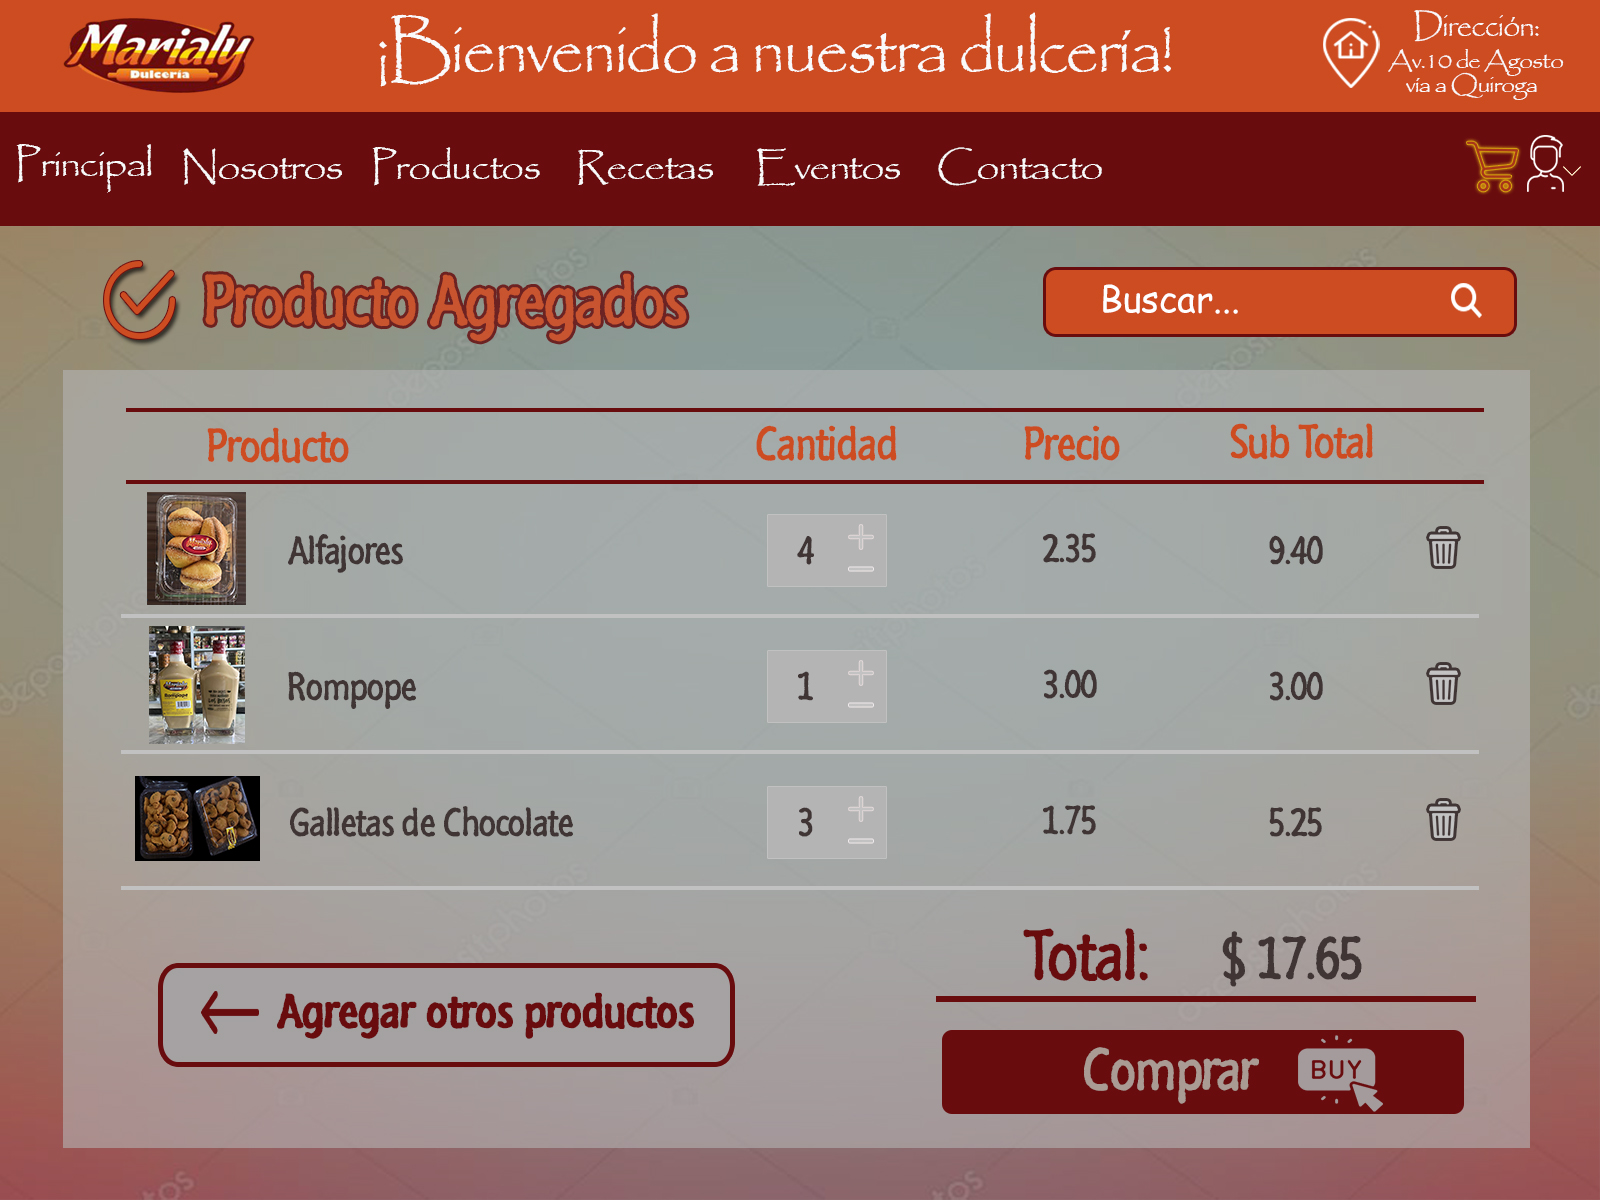 Marialy
Dulcería
¡Bienvenido a nuestra dulcería!
Dirección:
Av.10 de Agosto
vía a Quiroga
Principal Nosotros Productos Recetas Eventos Contacto
Producto Agregados
Buscar...
Producto Cantidad Precio Sub Total
Alfajores 4 2.35 9.40
Rompope 1 3.00 3.00
Galletas de Chocolate 3 1.75 5.25
Total: $ 17.65
Agregar otros productos
Comprar BUY
depositphotos